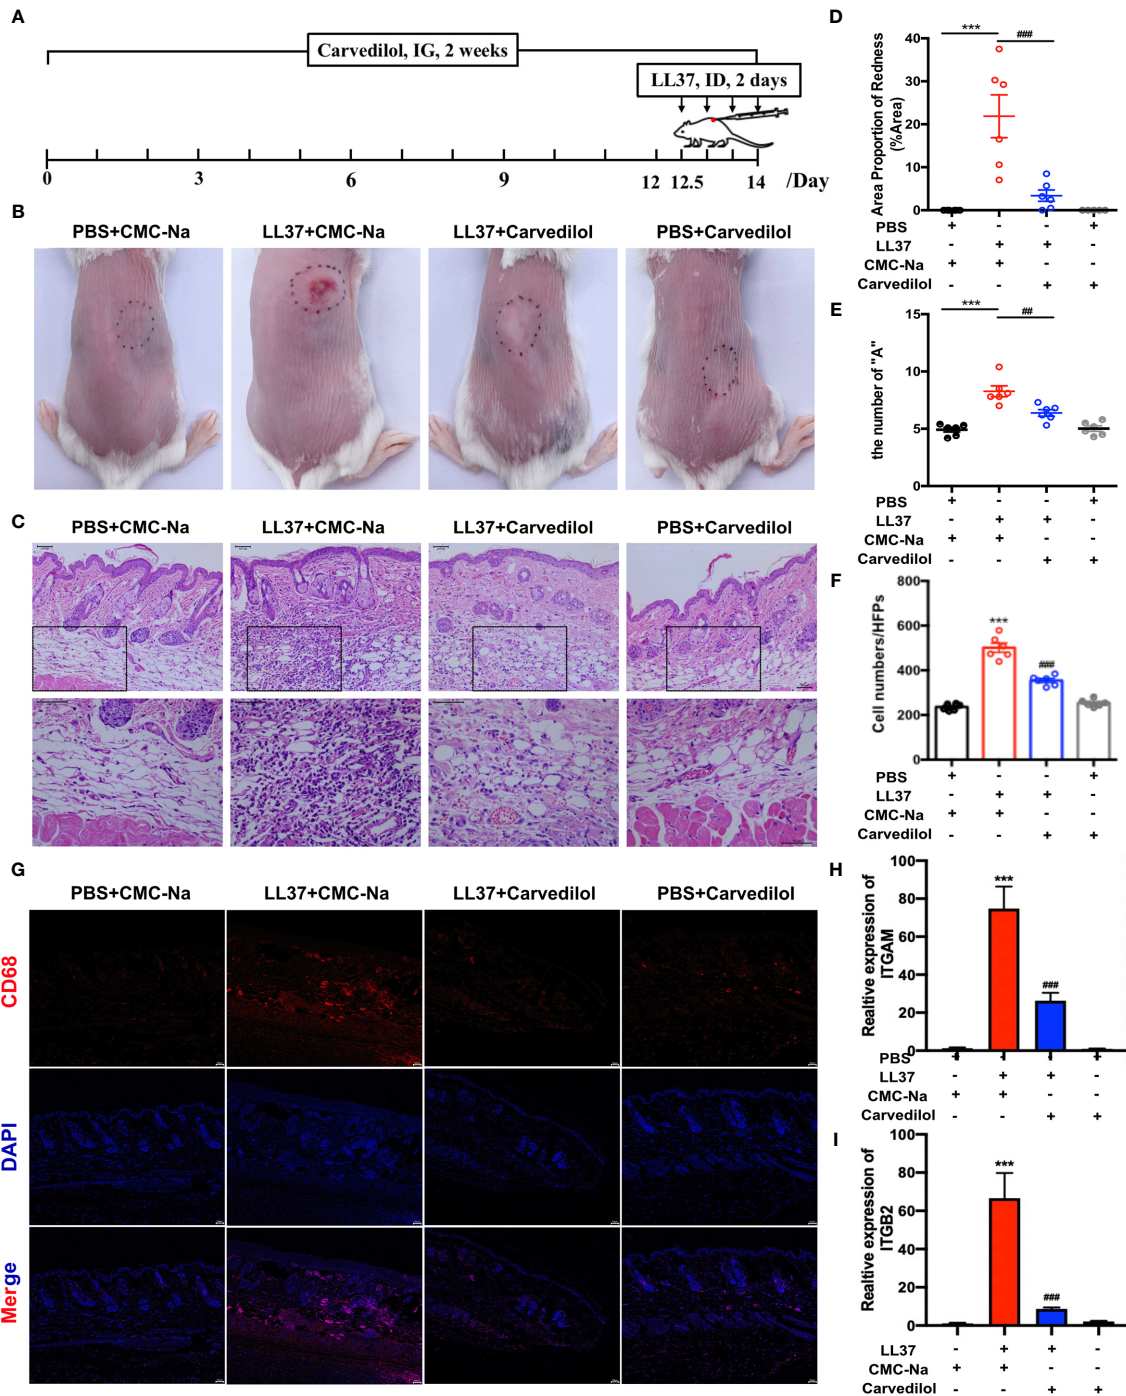 A
Carvedilol, IG, 2 weeks
LL37, ID, 2 days
0 3 6 9 12 12.5 14 /Day
B
PBS+CMC-Na LL37+CMC-Na LL37+Carvedilol PBS+Carvedilol
C
PBS+CMC-Na LL37+CMC-Na LL37+Carvedilol PBS+Carvedilol
D
Area Proportion of Redness
(%Area)
40
30
20
10
0
*** ###
PBS + - - +
LL37 - + + -
CMC-Na + + - -
Carvedilol - - + +
E
the number of "A"
15
10
5
0
*** ##
PBS + - - +
LL37 - + + -
CMC-Na + + - -
Carvedilol - - + +
F
Cell numbers/HFPs
800
600
400
200
0
***
###
PBS + - - +
LL37 - + + -
CMC-Na + + - -
Carvedilol - - + +
G
PBS+CMC-Na LL37+CMC-Na LL37+Carvedilol PBS+Carvedilol
CD68
DAPI
Merge
H
Realtive expression of
ITGAM
100
80
60
40
20
0
***
###
PBS + - - +
LL37 - + + -
CMC-Na + + - -
Carvedilol - - + +
I
Realtive expression of
ITGB2
100
80
60
40
20
0
***
###
LL37 - + + -
CMC-Na + + - -
Carvedilol - - + +